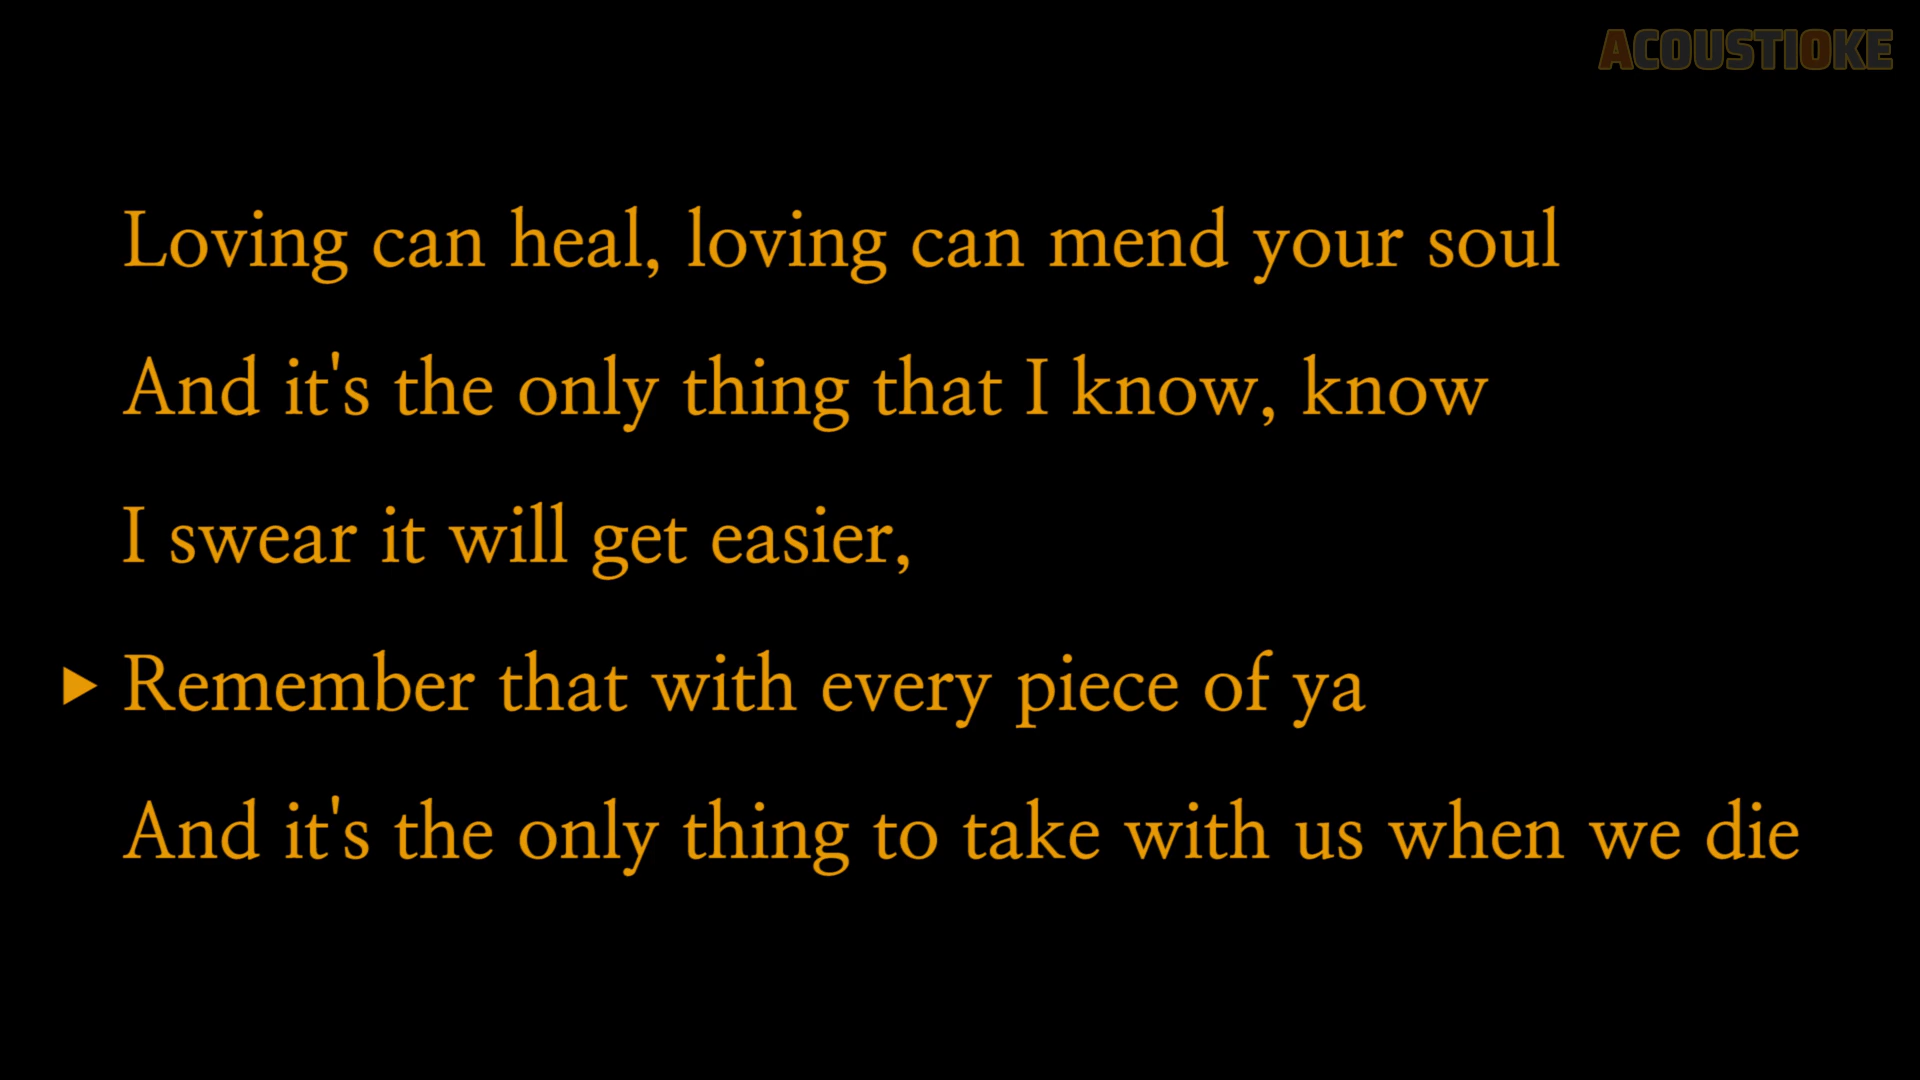 ACOUSTIOKE
Loving can heal, loving can mend your soul
And it's the only thing that I know, know
I swear it will get easier,
Remember that with every piece of ya
And it's the only thing to take with us when we die